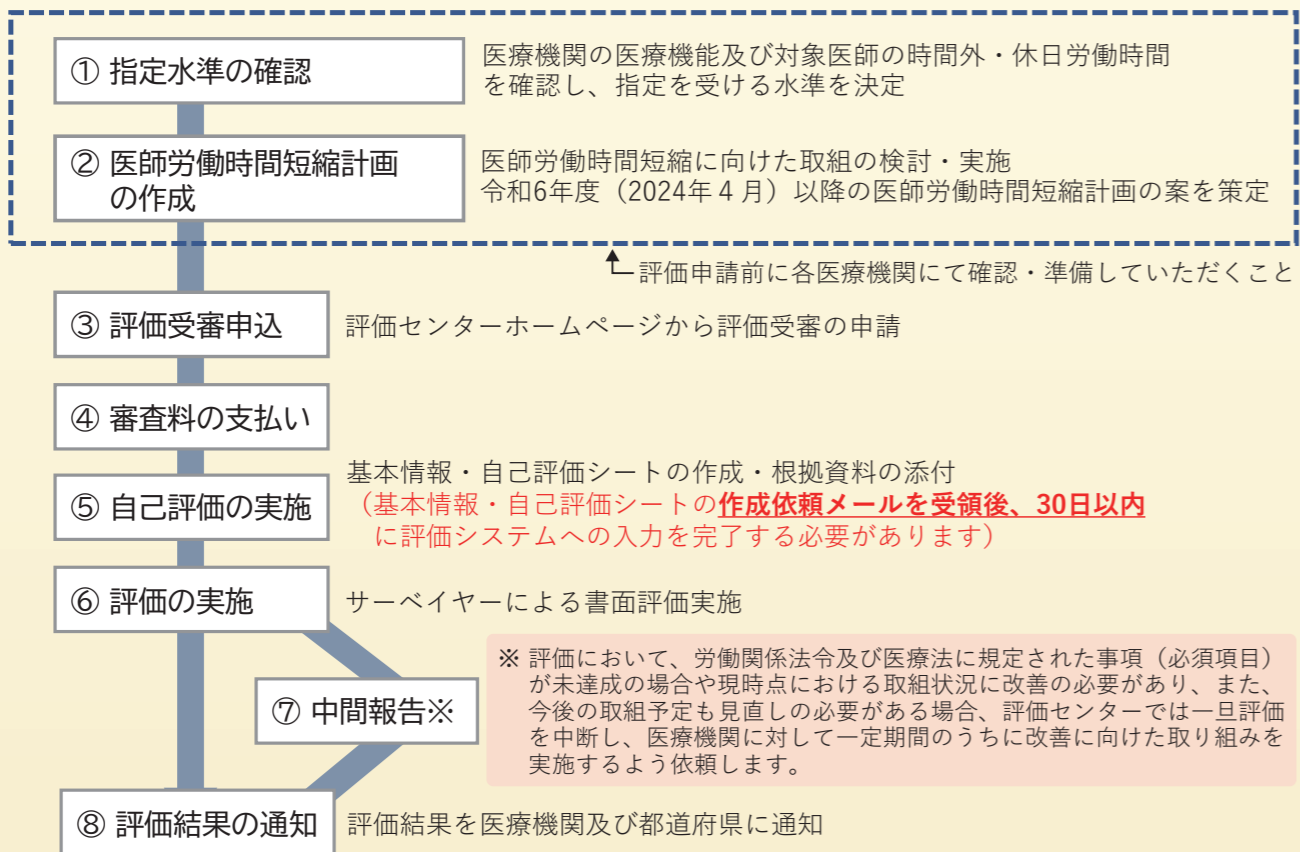 ① 指定水準の確認
医療機関の医療機能及び対象医師の時間外・休日労働時間
を確認し、指定を受ける水準を決定
② 医師労働時間短縮計画
の作成
医師労働時間短縮に向けた取組の検討・実施
令和6年度（2024年４月）以降の医師労働時間短縮計画の案を策定
評価申請前に各医療機関にて確認・準備していただくこと
③ 評価受審申込
評価センターホームページから評価受審の申請
④ 審査料の支払い
⑤ 自己評価の実施
基本情報・自己評価シートの作成・根拠資料の添付
（基本情報・自己評価シートの作成依頼メールを受領後、30日以内
に評価システムへの入力を完了する必要があります）
⑥ 評価の実施
サーベイヤーによる書面評価実施
⑦ 中間報告※
※ 評価において、労働関係法令及び医療法に規定された事項（必須項目）
が未達成の場合や現時点における取組状況に改善の必要があり、また、
今後の取組予定も見直しの必要がある場合、評価センターでは一旦評価
を中断し、医療機関に対して一定期間のうちに改善に向けた取り組みを
実施するよう依頼します。
⑧ 評価結果の通知
評価結果を医療機関及び都道府県に通知